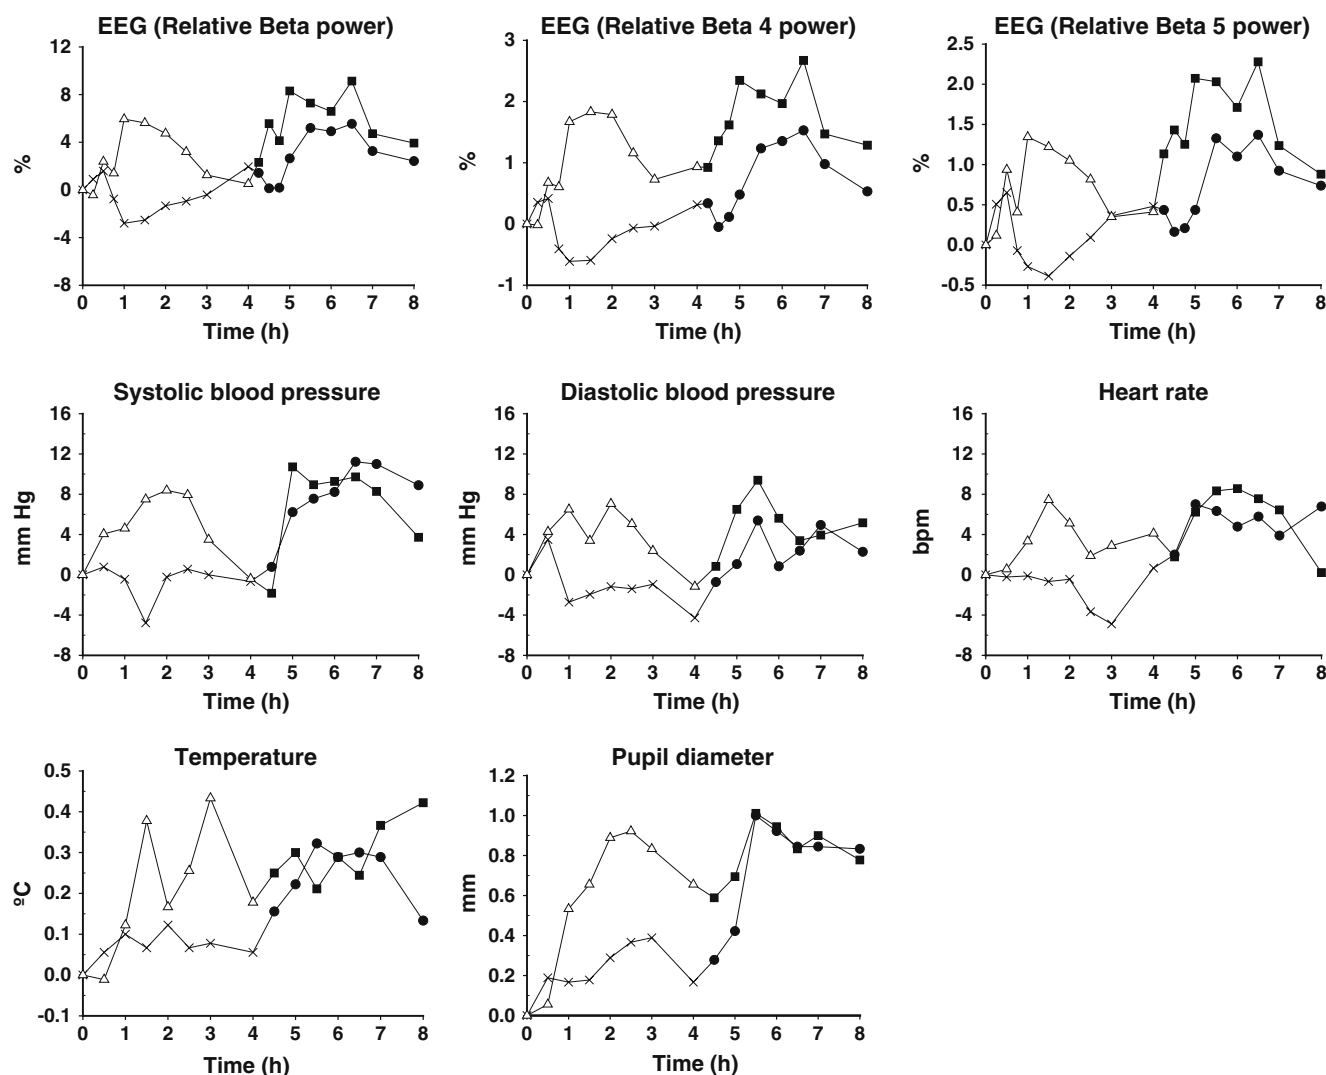 EEG (Relative Beta power)
12
8
4
0
-4
-8
%
0 1 2 3 4 5 6 7 8
Time (h)
EEG (Relative Beta 4 power)
3
2
1
0
-1
%
0 1 2 3 4 5 6 7 8
Time (h)
EEG (Relative Beta 5 power)
2.5
2.0
1.5
1.0
0.5
0.0
-0.5
%
0 1 2 3 4 5 6 7 8
Time (h)
Systolic blood pressure
16
12
8
4
0
-4
-8
mm Hg
0 1 2 3 4 5 6 7 8
Time (h)
Diastolic blood pressure
16
12
8
4
0
-4
-8
mm Hg
0 1 2 3 4 5 6 7 8
Time (h)
Heart rate
16
12
8
4
0
-4
-8
bpm
0 1 2 3 4 5 6 7 8
Time (h)
Temperature
0.5
0.4
0.3
0.2
0.1
0.0
-0.1
ºC
0 1 2 3 4 5 6 7 8
Time (h)
Pupil diameter
1.2
1.0
0.8
0.6
0.4
0.2
0.0
mm
0 1 2 3 4 5 6 7 8
Time (h)